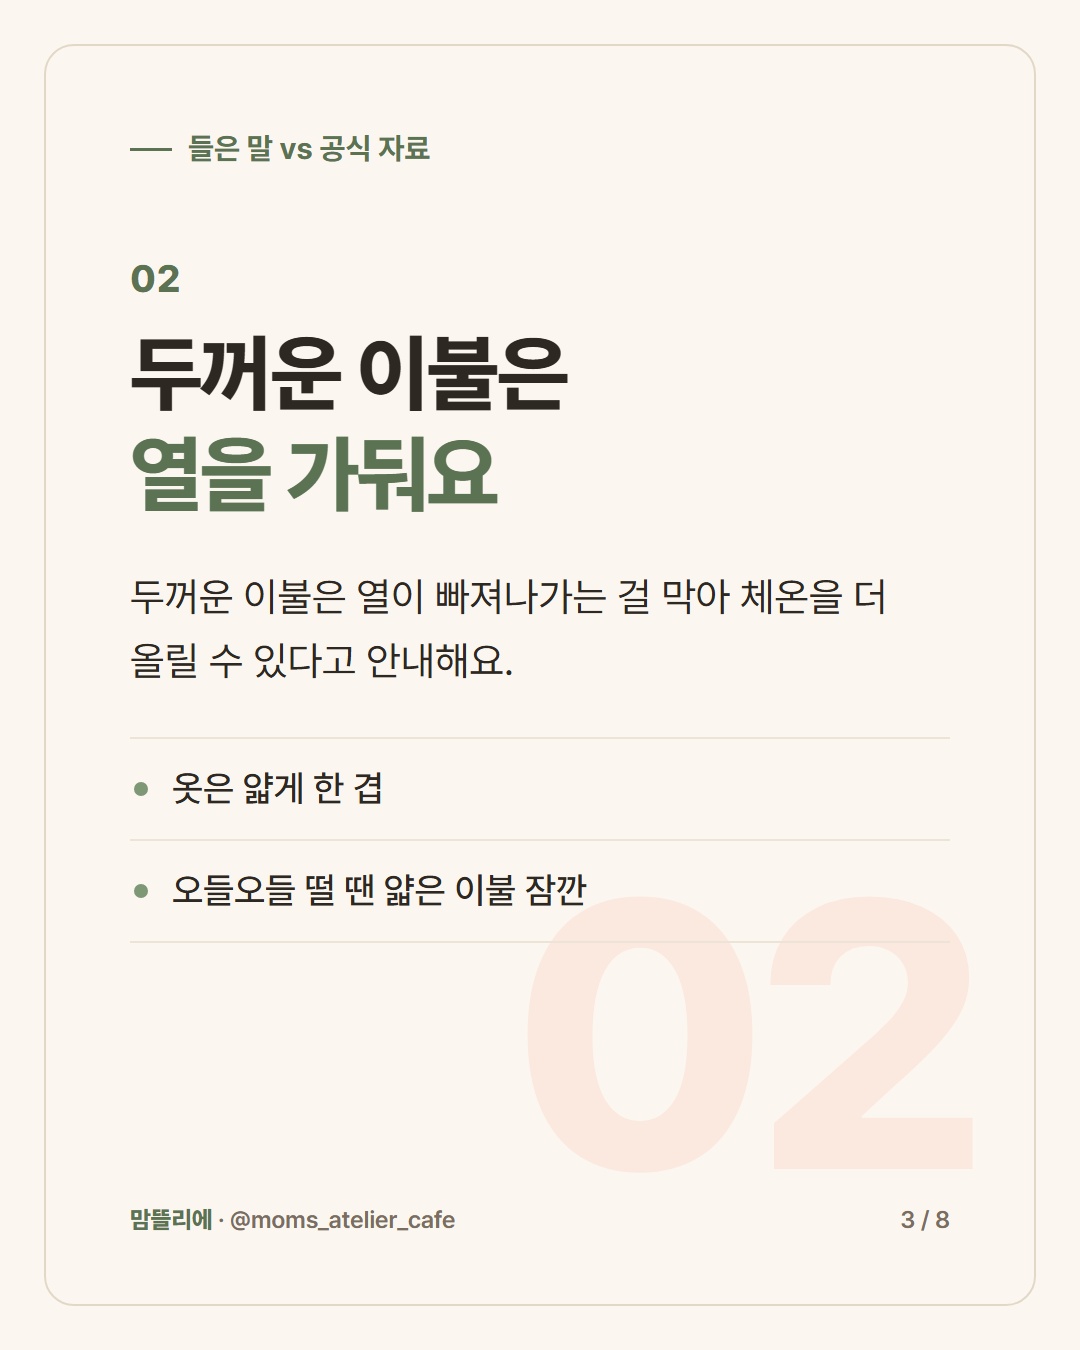 들은 말 vs 공식 자료
02
두꺼운 이불은
열을 가둬요
두꺼운 이불은 열이 빠져나가는 걸 막아 체온을 더
올릴 수 있다고 안내해요.
옷은 얇게 한 겹
오들오들 떨 땐 얇은 이불 잠깐
02
맘뜰리에 · @moms_atelier_cafe
3 / 8